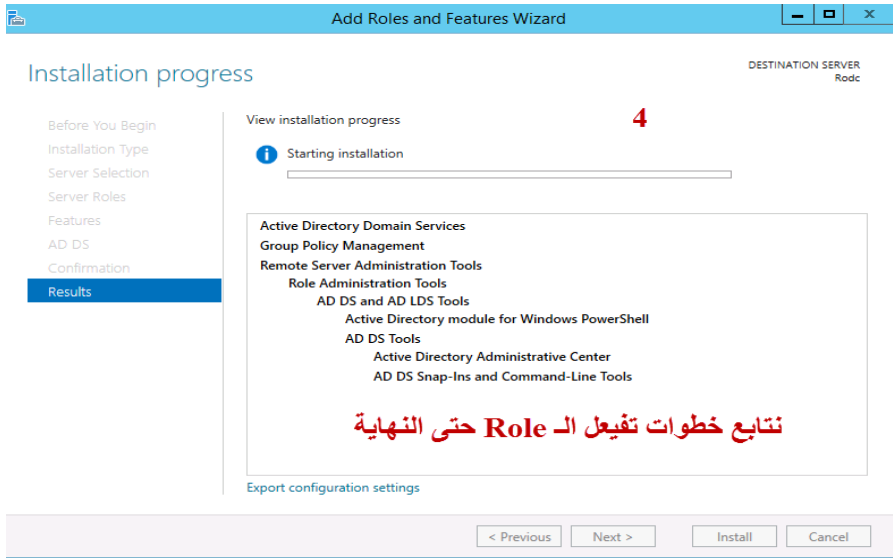 Add Roles and Features Wizard
Installation progress
DESTINATION SERVER
Rodc
Before You Begin
Installation Type
Server Selection
Server Roles
Features
AD DS
Confirmation
Results
View installation progress
4
Starting installation
Active Directory Domain Services
Group Policy Management
Remote Server Administration Tools
Role Administration Tools
AD DS and AD LDS Tools
Active Directory module for Windows PowerShell
AD DS Tools
Active Directory Administrative Center
AD DS Snap-Ins and Command-Line Tools
نتابع خطوات تفيعل الـ Role حتى النهاية
Export configuration settings
< Previous
Next >
Install
Cancel